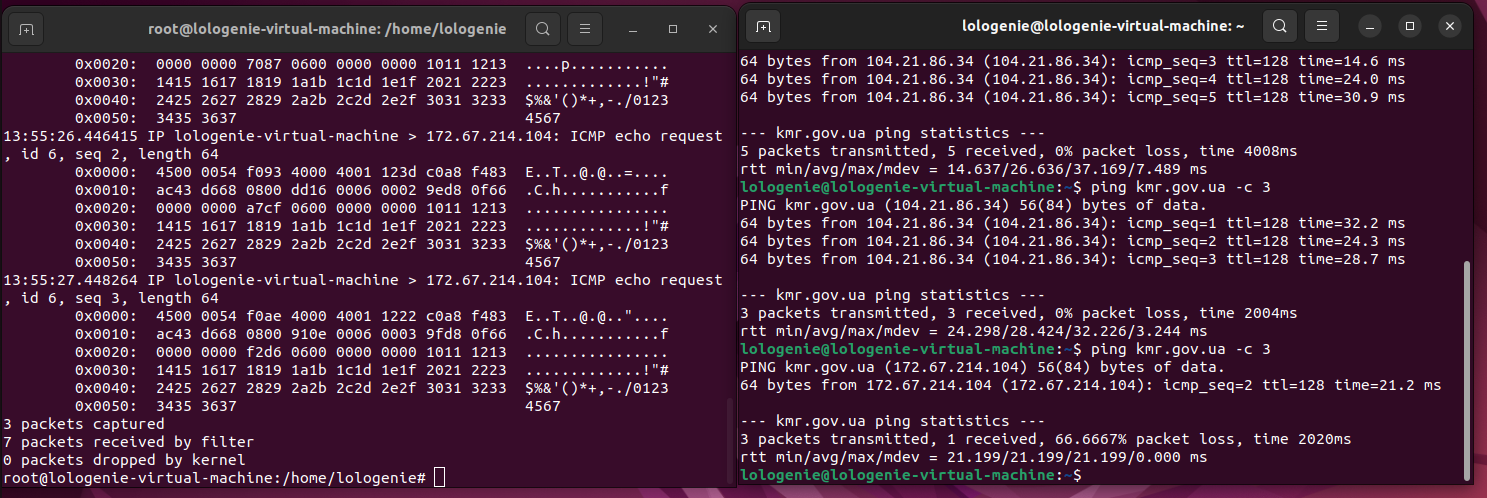 root@lologenie-virtual-machine: /home/lologenie
0x0020:  0000 0000 7087 0600 0000 0000 1011 1213  ....p...........
0x0030:  1415 1617 1819 1a1b 1c1d 1e1f 2021 2223  .............!"#
0x0040:  2425 2627 2829 2a2b 2c2d 2e2f 3031 3233  $%&'()*+,-./0123
0x0050:  3435 3637  4567
13:55:26.446415 IP lologenie-virtual-machine > 172.67.214.104: ICMP echo request
, id 6, seq 2, length 64
0x0000:  4500 0054 f093 4000 4001 123d c0a8 f483  E..T..@.@..=....
0x0010:  ac43 d668 0800 dd16 0006 0002 9ed8 0f66  .C.h...........f
0x0020:  0000 0000 a7cf 0600 0000 0000 1011 1213  ................
0x0030:  1415 1617 1819 1a1b 1c1d 1e1f 2021 2223  .............!"#
0x0040:  2425 2627 2829 2a2b 2c2d 2e2f 3031 3233  $%&'()*+,-./0123
0x0050:  3435 3637  4567
13:55:27.448264 IP lologenie-virtual-machine > 172.67.214.104: ICMP echo request
, id 6, seq 3, length 64
0x0000:  4500 0054 f0ae 4000 4001 1222 c0a8 f483  E..T..@.@.."....
0x0010:  ac43 d668 0800 910e 0006 0003 9fd8 0f66  .C.h...........f
0x0020:  0000 0000 f2d6 0600 0000 0000 1011 1213  ................
0x0030:  1415 1617 1819 1a1b 1c1d 1e1f 2021 2223  .............!"#
0x0040:  2425 2627 2829 2a2b 2c2d 2e2f 3031 3233  $%&'()*+,-./0123
0x0050:  3435 3637  4567
3 packets captured
7 packets received by filter
0 packets dropped by kernel
root@lologenie-virtual-machine:/home/lologenie#
lologenie@lologenie-virtual-machine: ~
64 bytes from 104.21.86.34 (104.21.86.34): icmp_seq=3 ttl=128 time=14.6 ms
64 bytes from 104.21.86.34 (104.21.86.34): icmp_seq=4 ttl=128 time=24.0 ms
64 bytes from 104.21.86.34 (104.21.86.34): icmp_seq=5 ttl=128 time=30.9 ms
--- kmr.gov.ua ping statistics ---
5 packets transmitted, 5 received, 0% packet loss, time 4008ms
rtt min/avg/max/mdev = 14.637/26.636/37.169/7.489 ms
lologenie@lologenie-virtual-machine:~$ ping kmr.gov.ua -c 3
PING kmr.gov.ua (104.21.86.34) 56(84) bytes of data.
64 bytes from 104.21.86.34 (104.21.86.34): icmp_seq=1 ttl=128 time=32.2 ms
64 bytes from 104.21.86.34 (104.21.86.34): icmp_seq=2 ttl=128 time=24.3 ms
64 bytes from 104.21.86.34 (104.21.86.34): icmp_seq=3 ttl=128 time=28.7 ms
--- kmr.gov.ua ping statistics ---
3 packets transmitted, 3 received, 0% packet loss, time 2004ms
rtt min/avg/max/mdev = 24.298/28.424/32.226/3.244 ms
lologenie@lologenie-virtual-machine:~$ ping kmr.gov.ua -c 3
PING kmr.gov.ua (172.67.214.104) 56(84) bytes of data.
64 bytes from 172.67.214.104 (172.67.214.104): icmp_seq=2 ttl=128 time=21.2 ms
--- kmr.gov.ua ping statistics ---
3 packets transmitted, 1 received, 66.6667% packet loss, time 2020ms
rtt min/avg/max/mdev = 21.199/21.199/21.199/0.000 ms
lologenie@lologenie-virtual-machine:~$